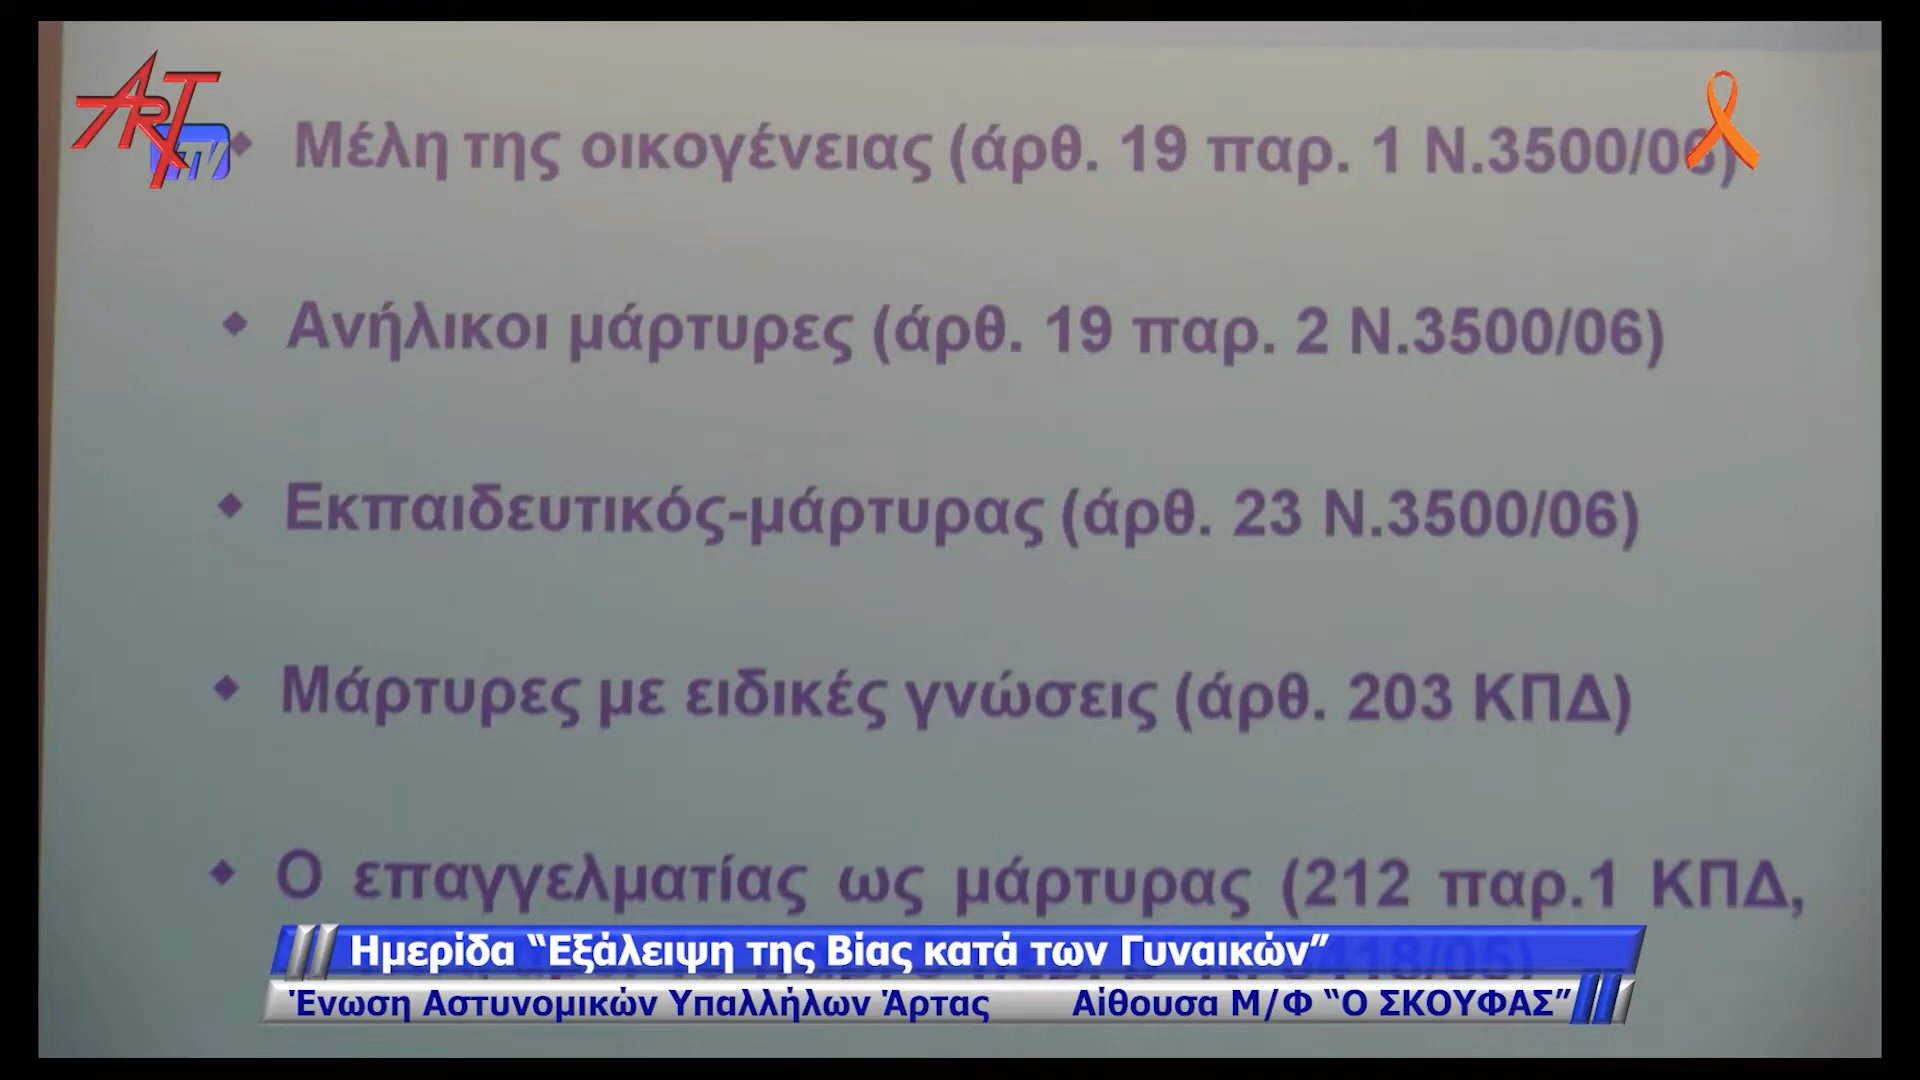 ART TV
◆ Μέλη της οικογένειας (άρθ. 19 παρ. 1 Ν.3500/06)
◆ Ανήλικοι μάρτυρες (άρθ. 19 παρ. 2 Ν.3500/06)
◆ Εκπαιδευτικός-μάρτυρας (άρθ. 23 Ν.3500/06)
◆ Μάρτυρες με ειδικές γνώσεις (άρθ. 203 ΚΠΔ)
◆ Ο επαγγελματίας ως μάρτυρας (212 παρ.1 ΚΠΔ,
Ημερίδα “Εξάλειψη της Βίας κατά των Γυναικών”
Ένωση Αστυνομικών Υπαλλήλων Άρτας Αίθουσα Μ/Φ “Ο ΣΚΟΥΦΑΣ”